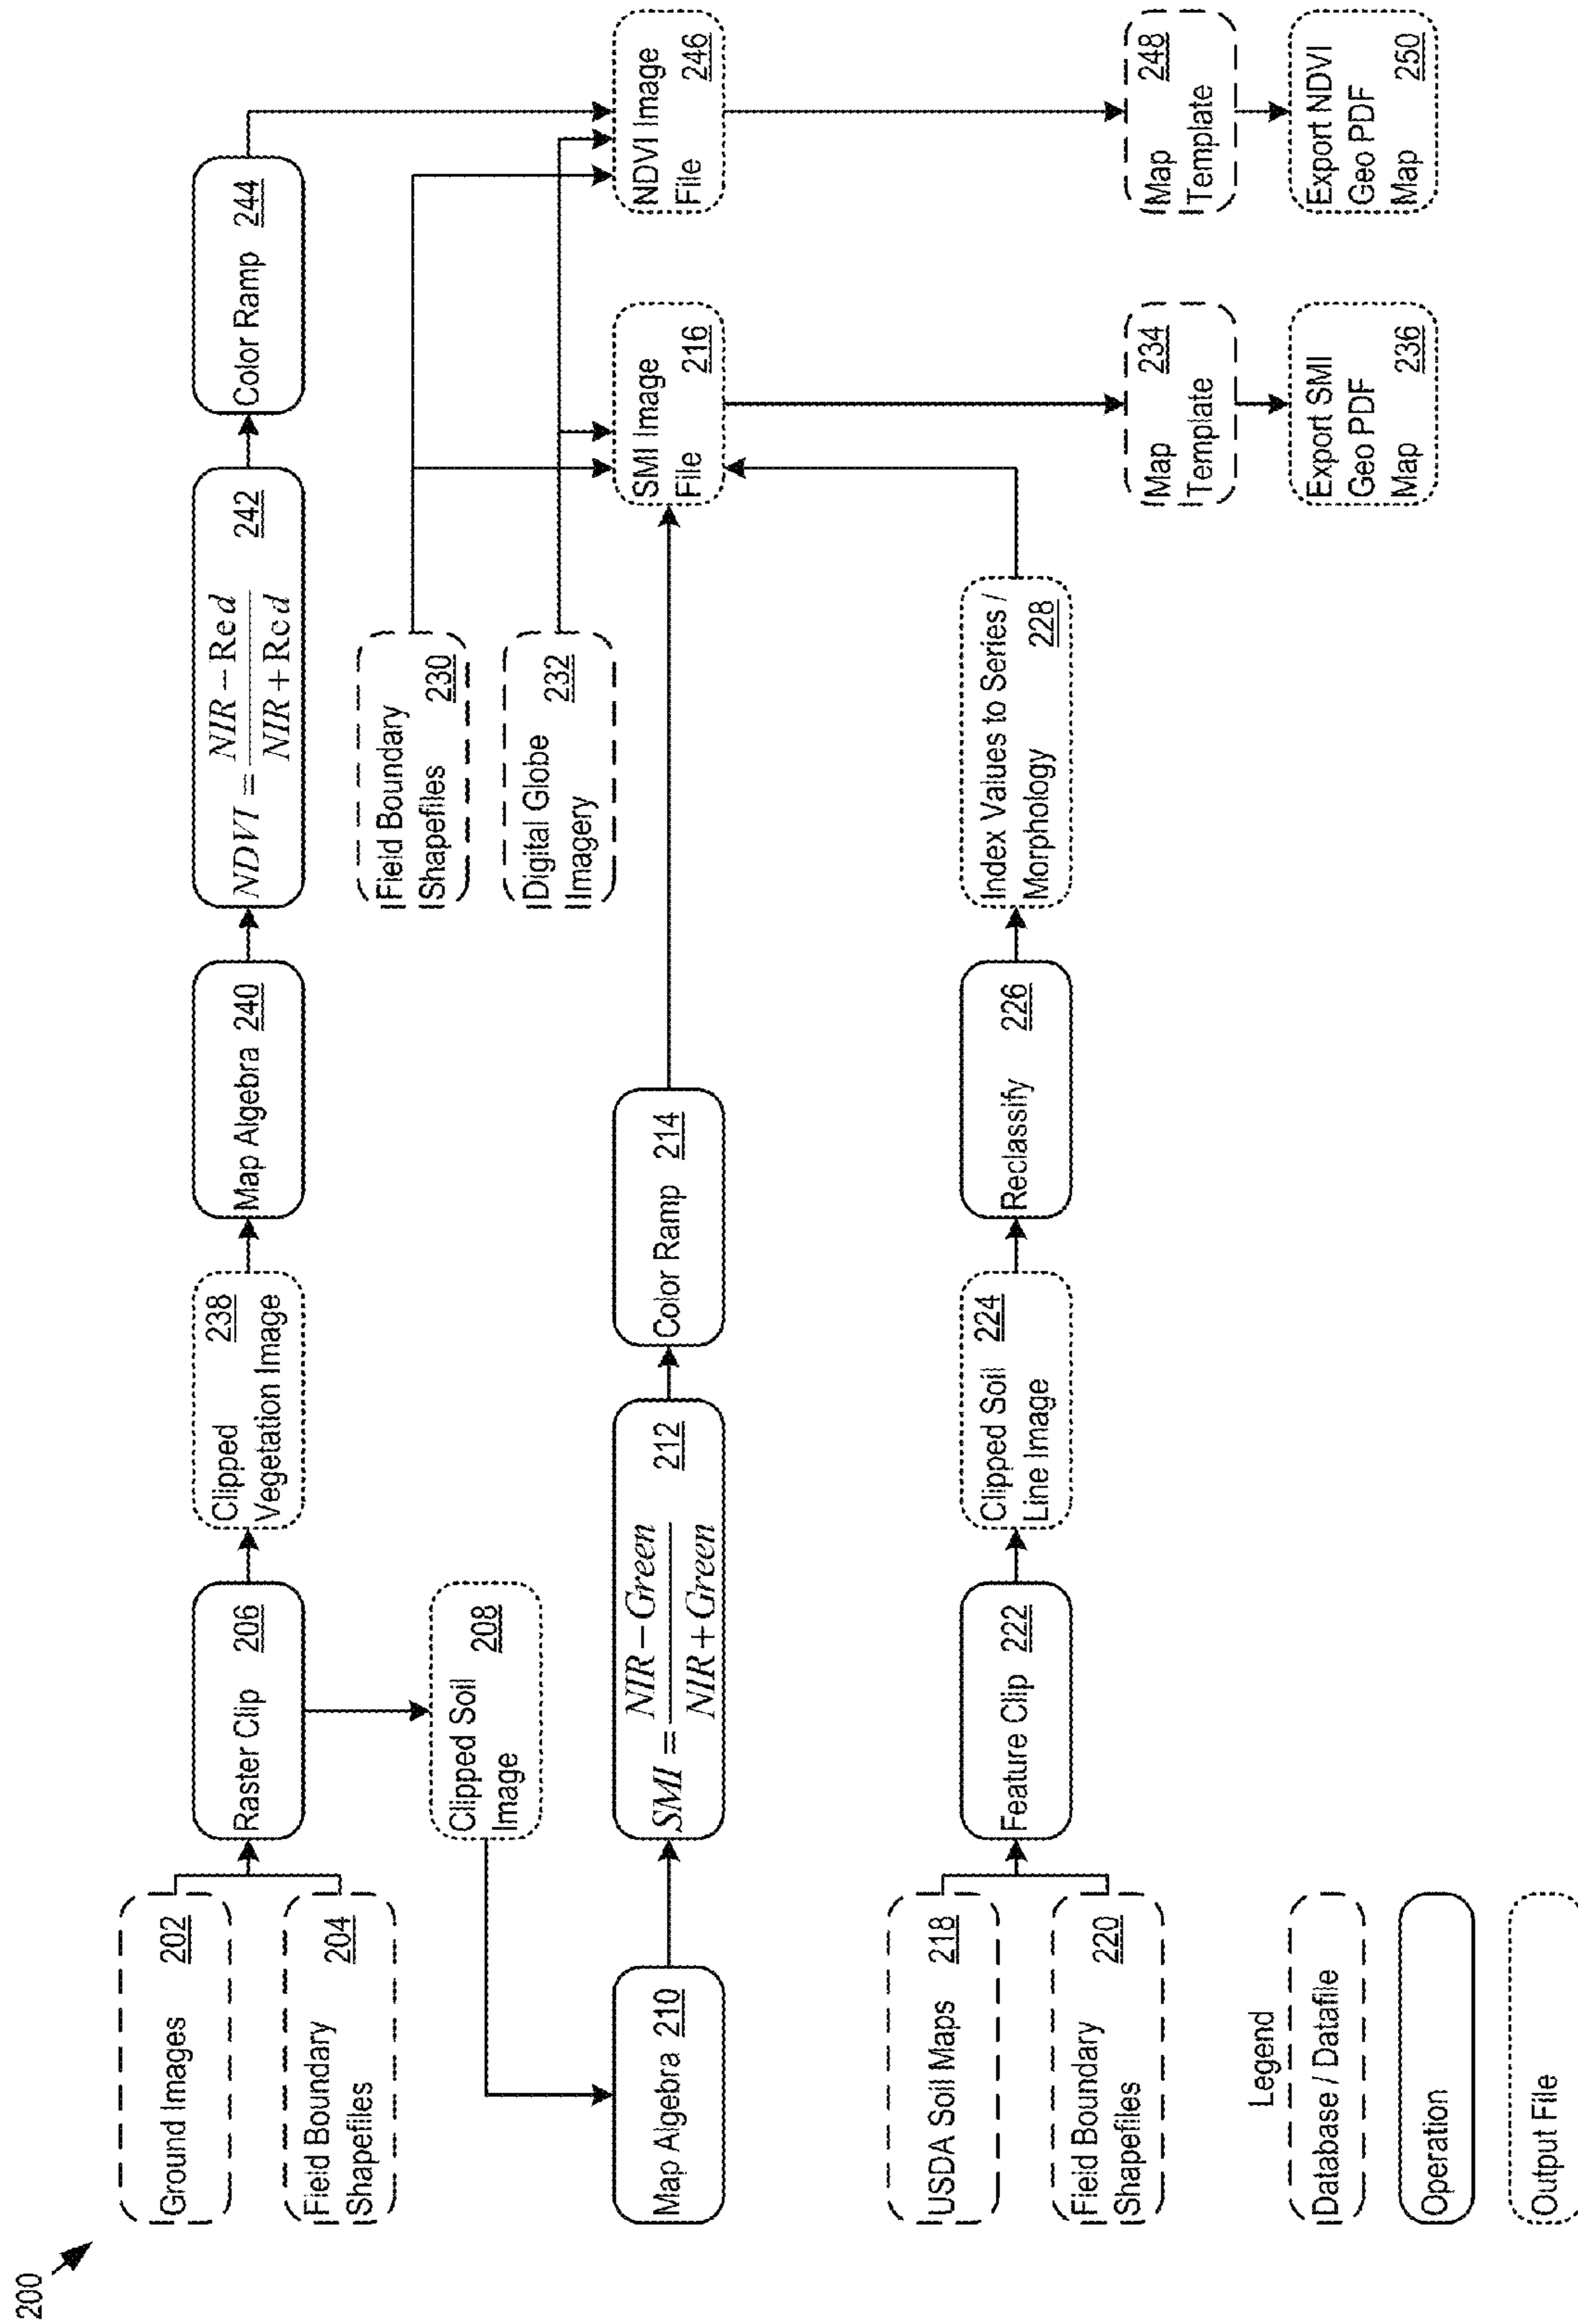 200
Ground Images 202
Field Boundary
Shapefiles 204
Raster Clip 206
Clipped 238
Vegetation Image
Map Algebra 240
NDVI = NIR − Red / NIR + Red 242
Color Ramp 244
Clipped Soil
Image 208
Field Boundary
Shapefiles 230
Digital Globe
Imagery 232
Map Algebra 210
SMI = NIR − Green / NIR + Green 212
Color Ramp 214
SMI Image
File 216
NDVI Image
File 246
USDA Soil Maps 218
Field Boundary
Shapefiles 220
Feature Clip 222
Clipped Soil 224
Line Image
Reclassify 226
Index Values to Series /
Morphology 228
Map 234
Template
Map 248
Template
Export SMI
Geo PDF
Map 236
Export NDVI
Geo PDF
Map 250
Legend
Database / Datafile
Operation
Output File